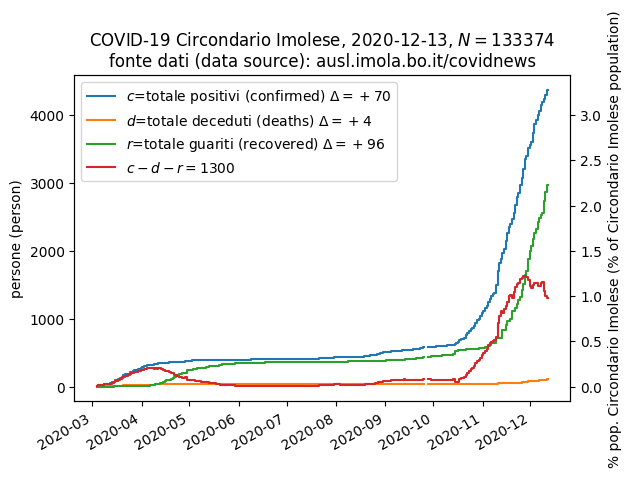 COVID-19 Circondario Imolese, 2020-12-13, N = 133374
fonte dati (data source): ausl.imola.bo.it/covidnews
c=totale positivi (confirmed) Δ = +70
d=totale deceduti (deaths) Δ = +4
r=totale guariti (recovered) Δ = +96
c − d − r = 1300
persone (person)
4000
3000
2000
1000
0
3.0
2.5
2.0
1.5
1.0
0.5
0.0
% pop. Circondario Imolese (% of Circondario Imolese population)
2020-03
2020-04
2020-05
2020-06
2020-07
2020-08
2020-09
2020-10
2020-11
2020-12